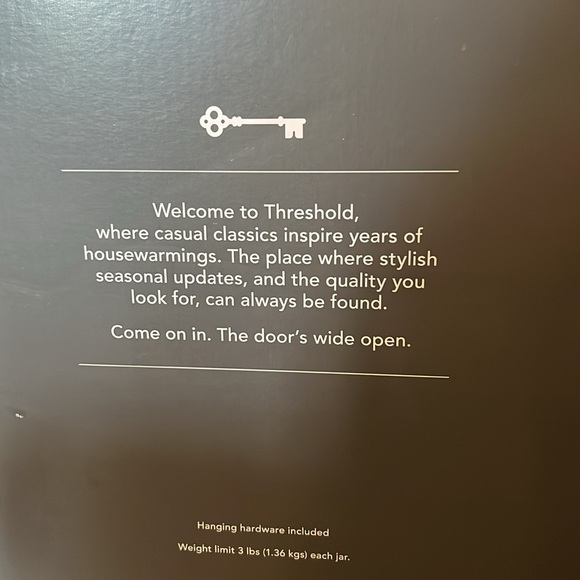 Welcome to Threshold,
where casual classics inspire years of
housewarmings. The place where stylish
seasonal updates, and the quality you
look for, can always be found.
Come on in. The door's wide open.
Hanging hardware included
Weight limit 3 lbs (1.36 kgs) each jar.